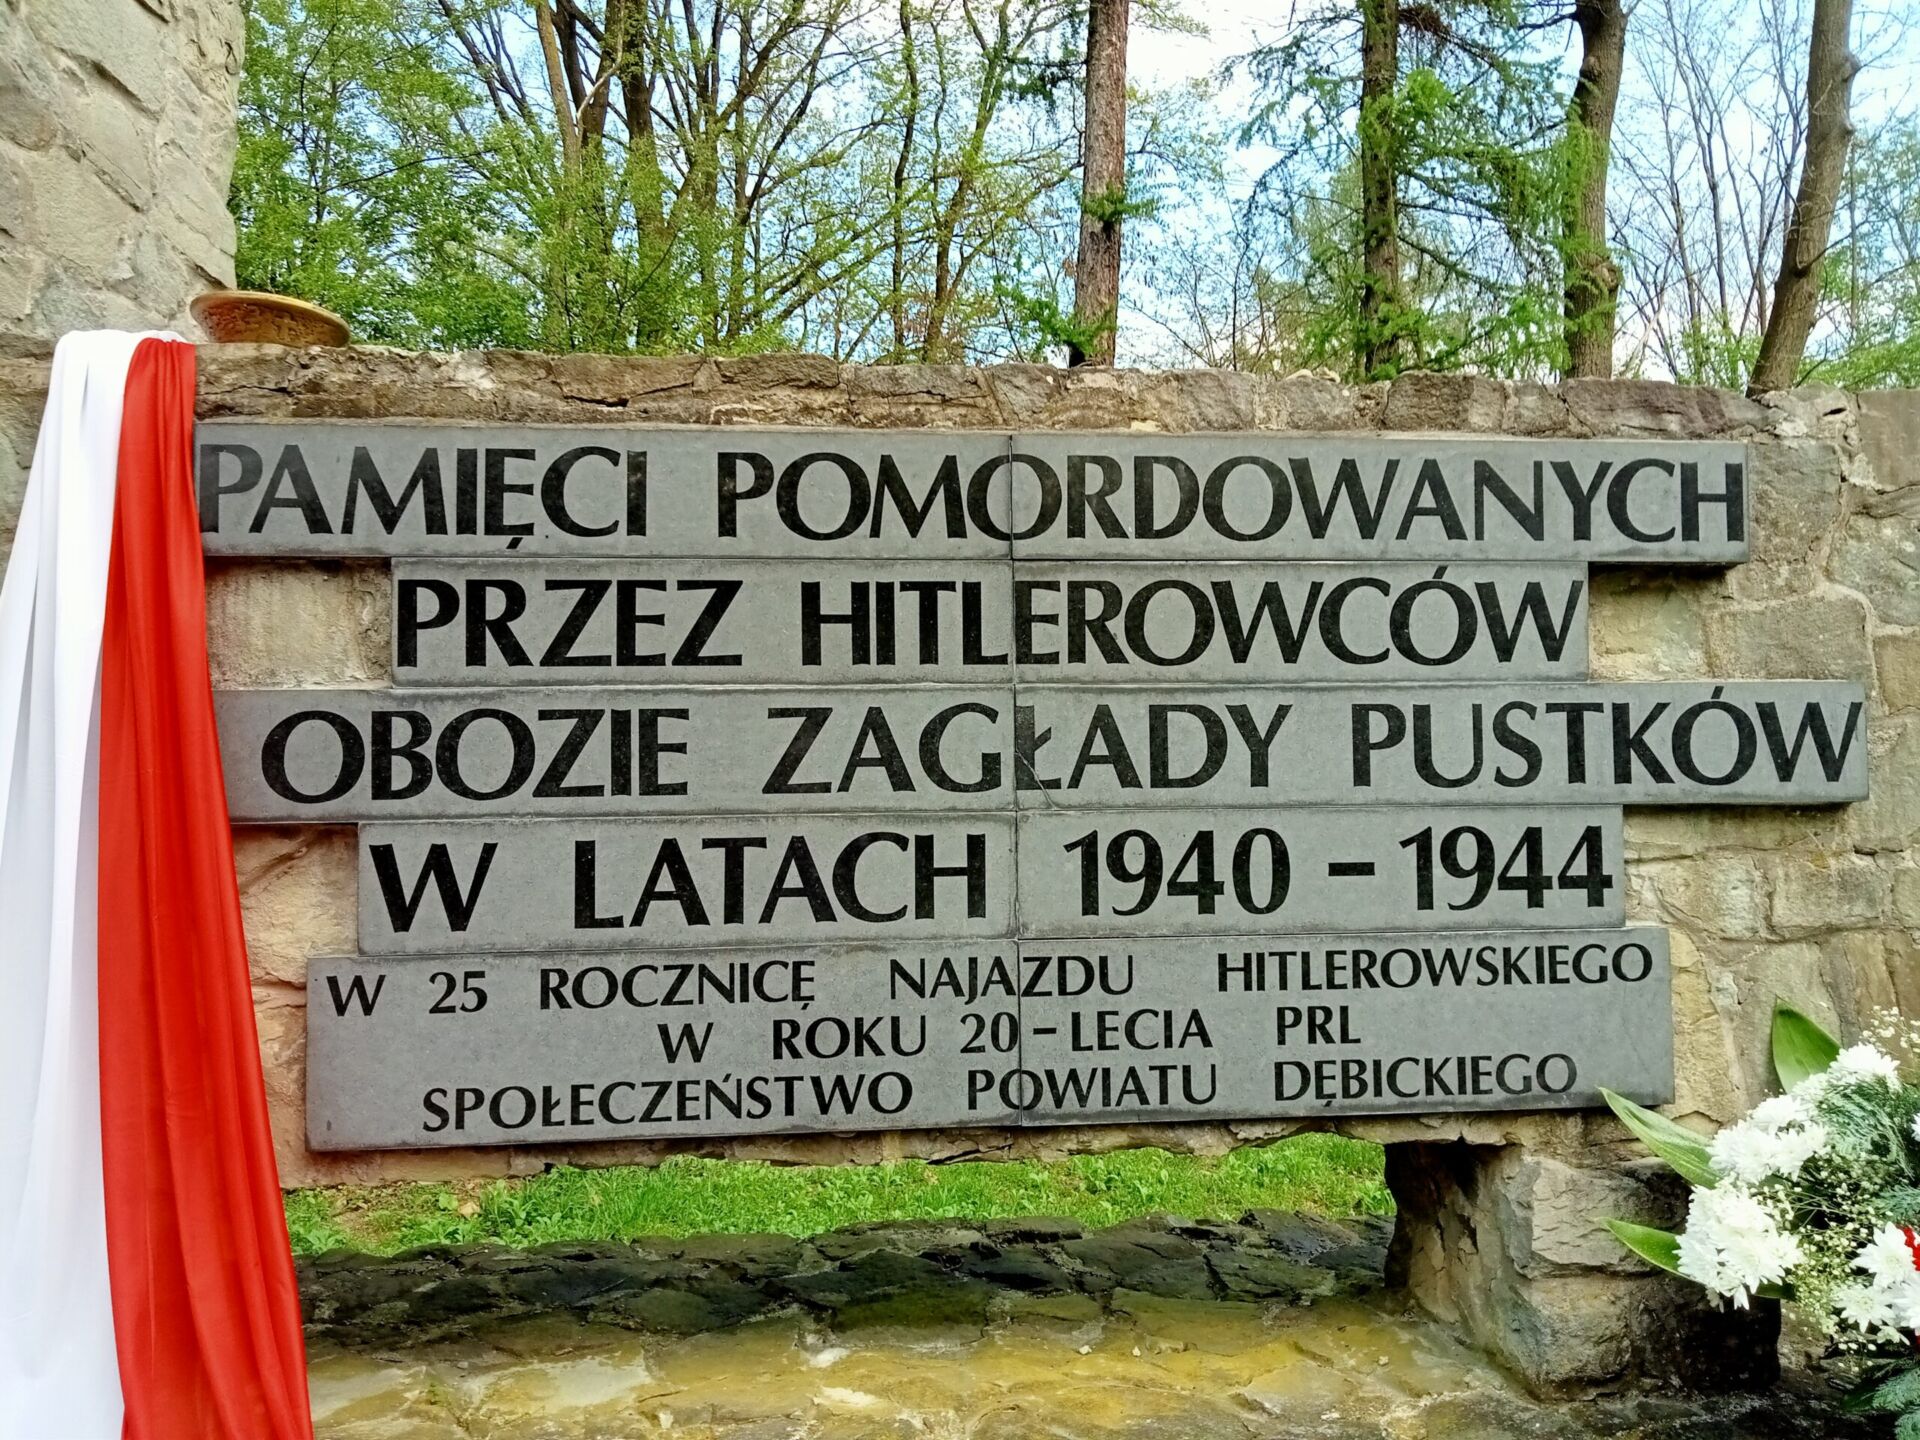 PAMIĘCI POMORDOWANYCH
PRZEZ HITLEROWCÓW
OBOZIE ZAGŁADY PUSTKÓW
W LATACH 1940 - 1944
W 25 ROCZNICĘ NAJAZDU HITLEROWSKIEGO
W ROKU 20-LECIA PRL
SPOŁECZEŃSTWO POWIATU DĘBICKIEGO